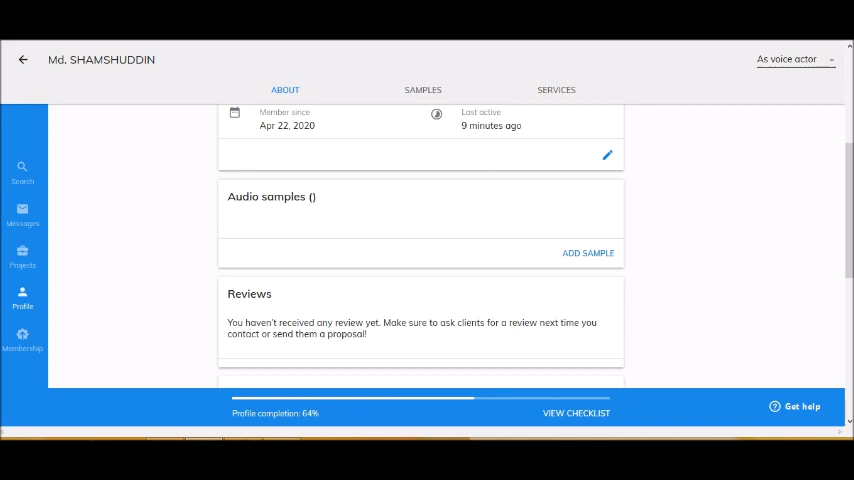 Md. SHAMSHUDDIN
As voice actor
ABOUT
SAMPLES
SERVICES
Member since
Apr 22, 2020
Last active
9 minutes ago
Search
Messages
Projects
Profile
Membership
Audio samples ()
ADD SAMPLE
Reviews
You haven't received any review yet. Make sure to ask clients for a review next time you
contact or send them a proposal!
Profile completion: 64%
VIEW CHECKLIST
Get help